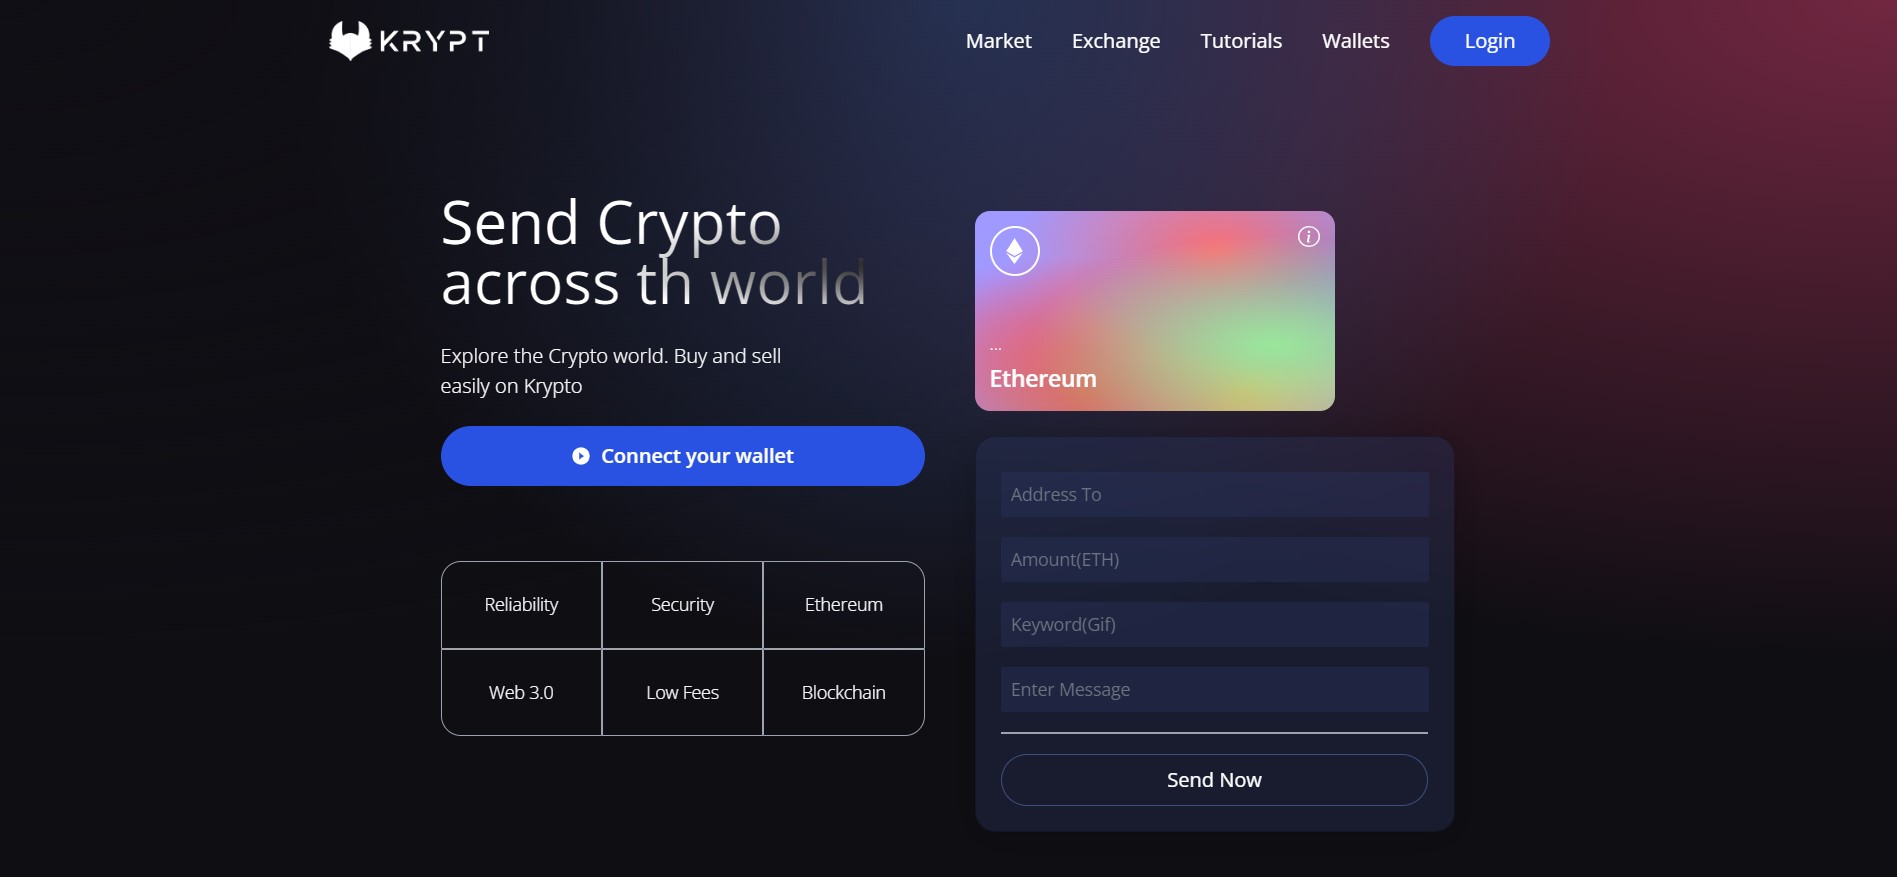 KRYPT
Market
Exchange
Tutorials
Wallets
Login
Send Crypto
across th world
Explore the Crypto world. Buy and sell
easily on Krypto
Connect your wallet
Reliability
Security
Ethereum
Web 3.0
Low Fees
Blockchain
...
Ethereum
Address To
Amount(ETH)
Keyword(Gif)
Enter Message
Send Now